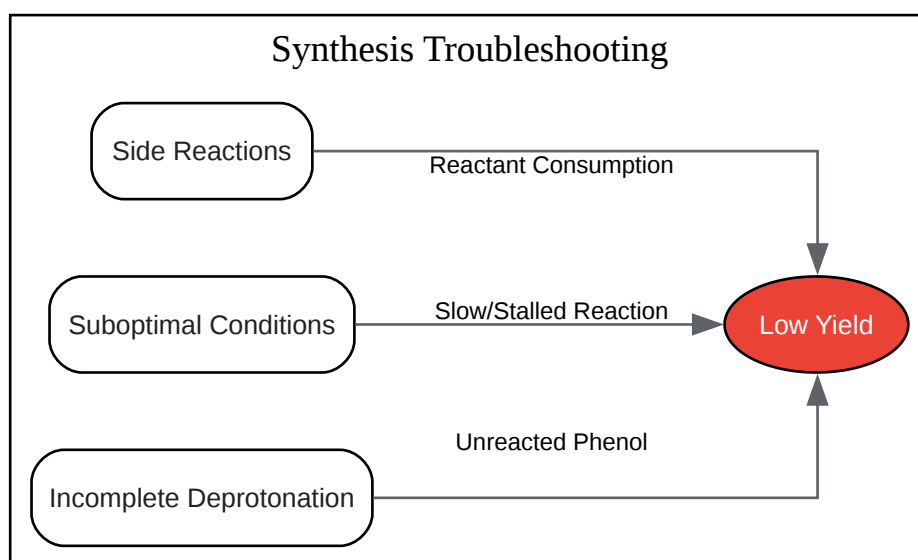 Synthesis Troubleshooting
Side Reactions
Reactant Consumption
Suboptimal Conditions
Slow/Stalled Reaction
Low Yield
Unreacted Phenol
Incomplete Deprotonation